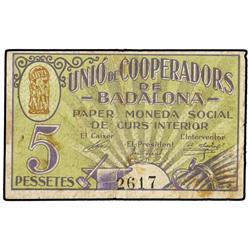 UNIÓ DE COOPERADORS
DE
BADALONA
PAPER MONEDA SOCIAL
DE CURS INTERIOR
El Caixer El President L'Interventor
5
PESSETES
2617